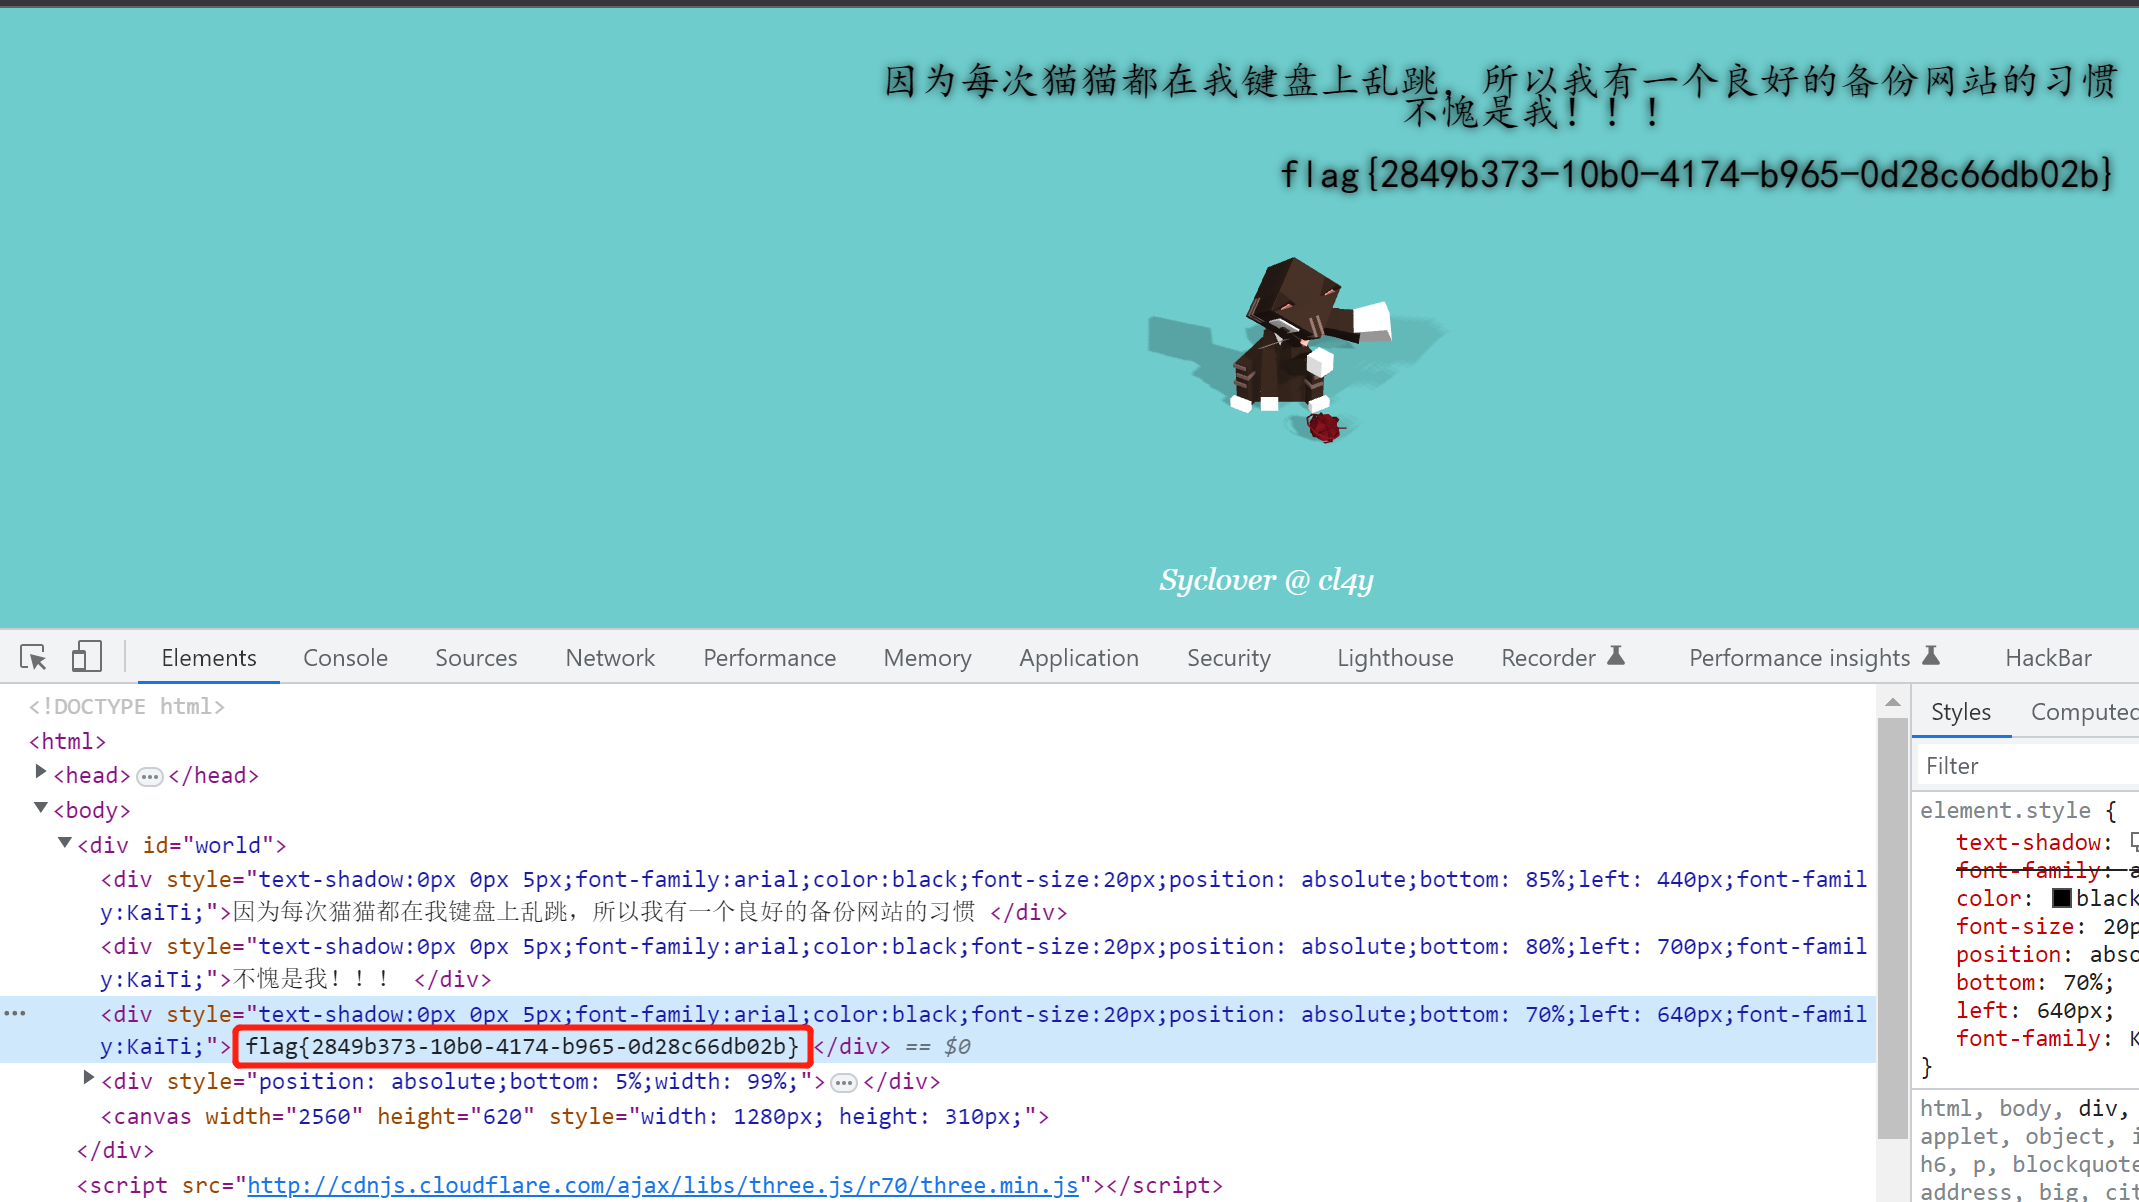 因为每次猫猫都在我键盘上乱跳，所以我有一个良好的备份网站的习惯
不愧是我！！！
flag{2849b373-10b0-4174-b965-0d28c66db02b}
Syclover @ cl4y
Elements Console Sources Network Performance Memory Application Security Lighthouse Recorder Performance insights HackBar
<!DOCTYPE html>
<html>
<head> ••• </head>
<body>
<div id="world">
<div style="text-shadow:0px 0px 5px;font-family:arial;color:black;font-size:20px;position: absolute;bottom: 85%;left: 440px;font-famil
y:KaiTi;">因为每次猫猫都在我键盘上乱跳，所以我有一个良好的备份网站的习惯 </div>
<div style="text-shadow:0px 0px 5px;font-family:arial;color:black;font-size:20px;position: absolute;bottom: 80%;left: 700px;font-famil
y:KaiTi;">不愧是我！！！ </div>
<div style="text-shadow:0px 0px 5px;font-family:arial;color:black;font-size:20px;position: absolute;bottom: 70%;left: 640px;font-famil
y:KaiTi;"> flag{2849b373-10b0-4174-b965-0d28c66db02b} </div> == $0
<div style="position: absolute;bottom: 5%;width: 99%;"> ••• </div>
<canvas width="2560" height="620" style="width: 1280px; height: 310px;">
</div>
<script src="http://cdnjs.cloudflare.com/ajax/libs/three.js/r70/three.min.js"></script>
Styles Computed
Filter
element.style {
text-shadow:
font-family: a
color: black
font-size: 20p
position: abso
bottom: 70%;
left: 640px;
font-family: K
}
html, body, div,
applet, object, i
h6, p, blockquote
address, big, cit